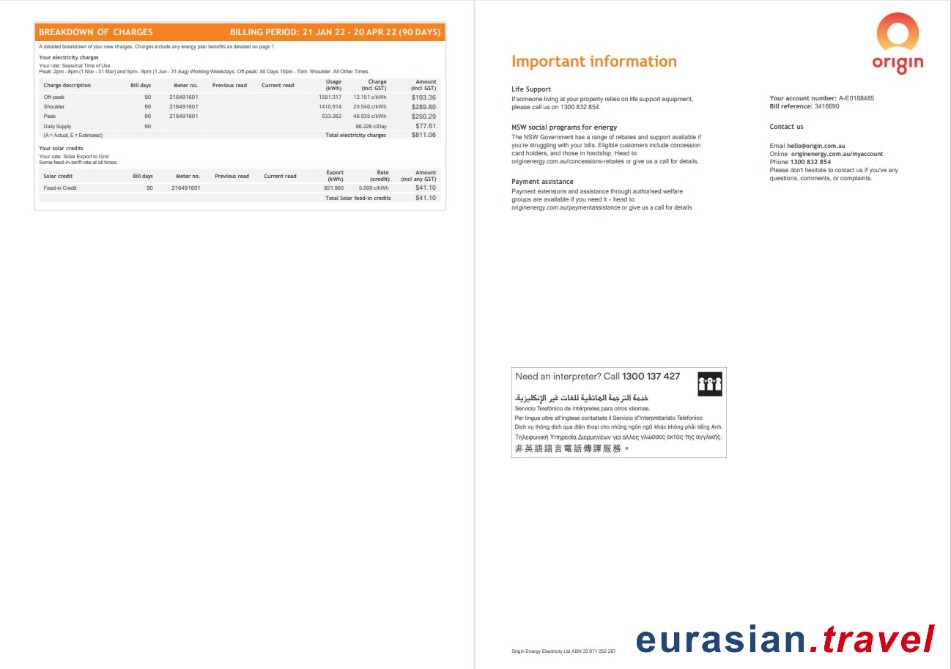 BREAKDOWN OF CHARGES BILLING PERIOD: 21 JAN 22 - 20 APR 22 (90 DAYS)
A detailed breakdown of your new charges. Charges include any energy plan benefits as detailed on page 1.
Your electricity charges
Your rate: Seasonal Time of Use
Peak: 2pm - 8pm (1 Nov - 31 Mar) and 5pm - 9pm (1 Jun - 31 Aug) Working Weekdays. Off-peak: All Days 10pm - 7am. Shoulder: All Other Times
Charge description Bill days Meter no. Previous read Current read Usage (kWh) Charge (incl GST) Amount (incl GST)
Off-peak 90 216491601 1591.317 12.151 c/kWh $193.36
Shoulder 90 216491601 1410.914 20.540 c/kWh $289.80
Peak 90 216491601 $250.29
Daily Supply 90 86.228 c/Day $77.61
(A = Actual, E = Estimated) Total electricity charges $811.06
Your solar credits
Your rate: Solar Export to Grid
Same feed-in-tariff rate at all times.
Solar credit Bill days Meter no. Previous read Current read Export (kWh) Rate (credit) Amount (incl any GST)
Feed-in Credit 90 216491601 821.966 5.000 c/kWh $41.10
Total Solar feed-in credits $41.10
origin
Important information
Life Support
If someone living at your property relies on life support equipment,
please call us on 1300 832 854.
NSW social programs for energy
The NSW Government has a range of rebates and support available if
you're struggling with your bills. Eligible customers include concession
card holders, and those in hardship. Head to
originenergy.com.au/concessions-rebates or give us a call for details.
Payment assistance
Payment extensions and assistance through authorised welfare
groups are available if you need it - head to
originenergy.com.au/paymentassistance or give us a call for details
Your account number: A-E0168485
Bill reference: 3416690
Contact us
Email hello@origin.com.au
Online originenergy.com.au/myaccount
Phone 1300 832 854
Please don't hesitate to contact us if you've any
questions, comments, or complaints.
Need an interpreter? Call 1300 137 427
خدمة الترجمة الهاتفية للغات غير الإنكليزية.
Servicio Telefónico de Intérpretes para otros idiomas.
Per lingue oltre all'inglese contattate il Servizio d'Interpretariato Telefonico
Dịch vụ thông dịch qua điện thoại cho những ngôn ngữ khác không phải tiếng Anh.
Τηλεφωνική Υπηρεσία Διερμηνέων για άλλες γλώσσες εκτός της αγγλικής.
非英語語言電話傳譯服務。
Origin Energy Electricity Ltd ABN 33 071 052 287
eurasian.travel